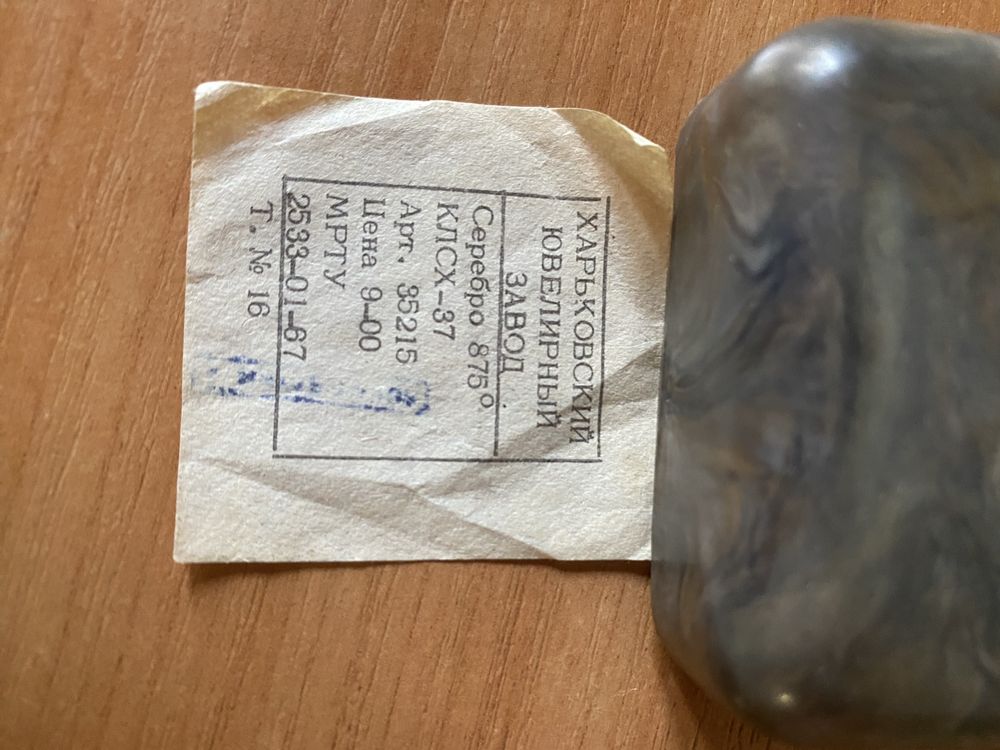 ХАРЬКОВСКИЙ
ЮВЕЛИРНЫЙ
ЗАВОД
Серебро 875°
КЛСХ-37
Арт. 35215
Цена 9-00
МРТУ
2533-01-67
Т. № 16